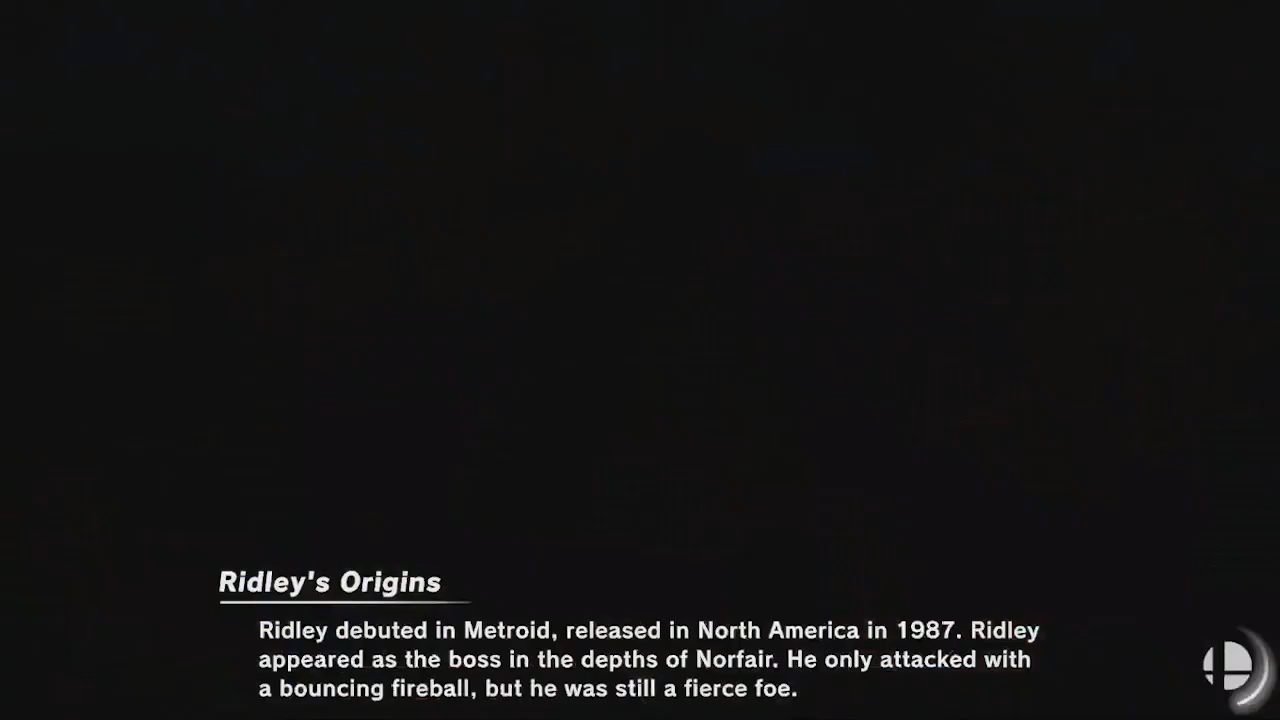 Ridley's Origins
Ridley debuted in Metroid, released in North America in 1987. Ridley
appeared as the boss in the depths of Norfair. He only attacked with
a bouncing fireball, but he was still a fierce foe.